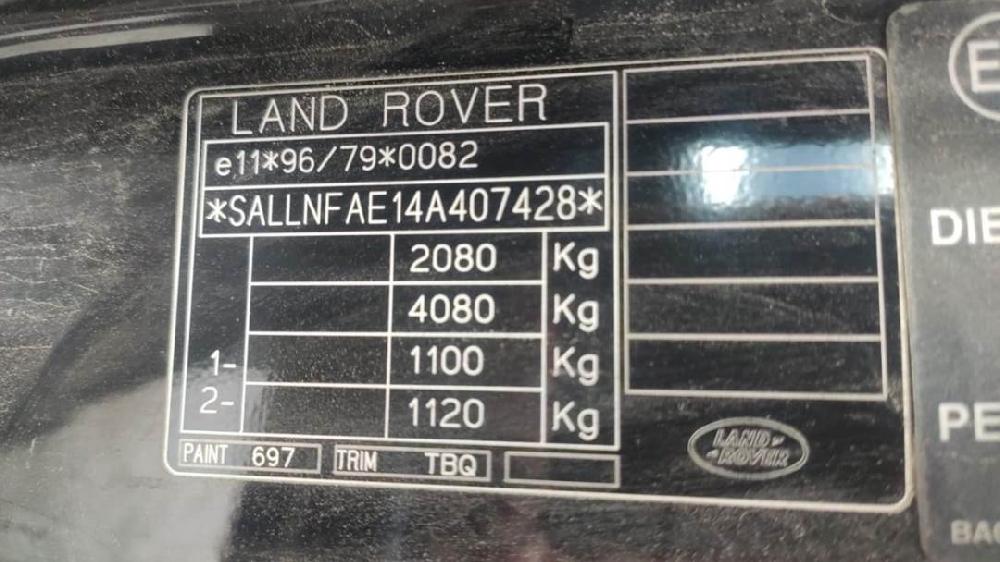 LAND ROVER
e11*96/79*0082
*SALLNFAE14A407428*
2080 Kg
4080 Kg
1- 1100 Kg
2- 1120 Kg
PAINT 697 TRIM TBQ
LAND-
-ROVER
E
DIE
PE
BAG